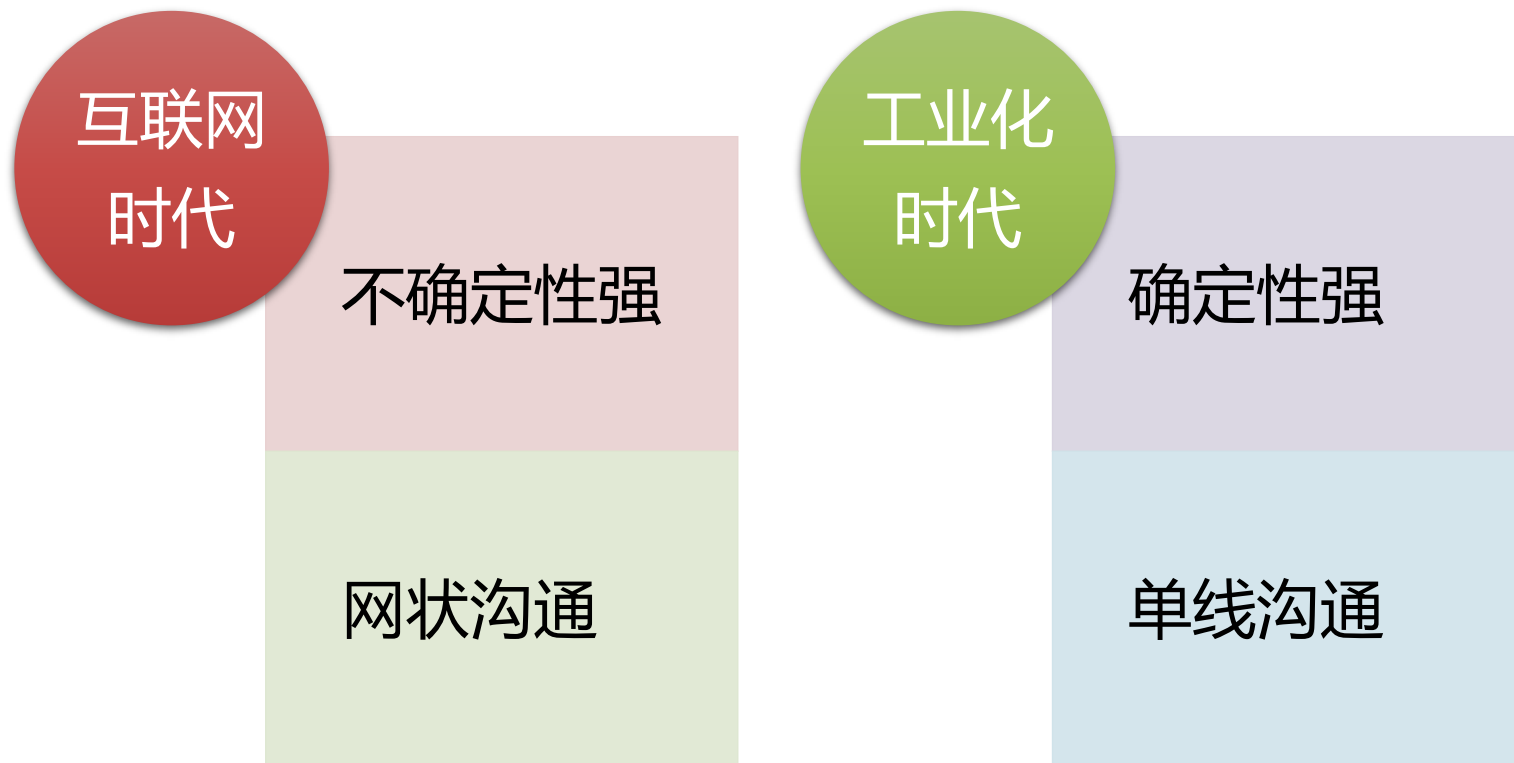 互联网
时代
不确定性强
网状沟通
工业化
时代
确定性强
单线沟通